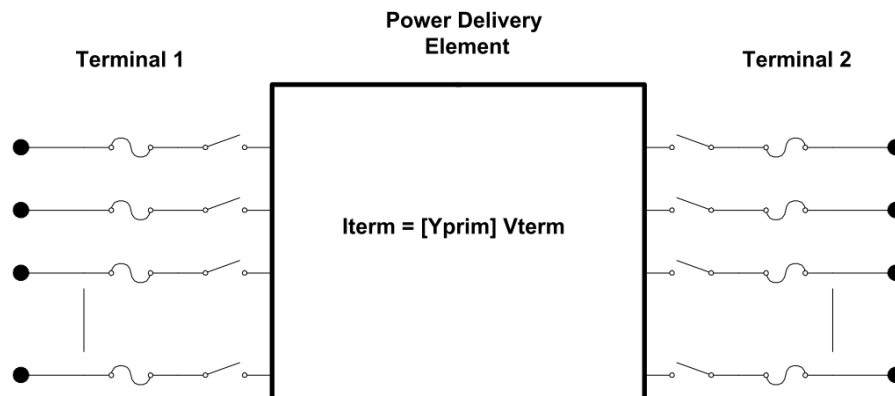 Power Delivery
Element
Terminal 1
Terminal 2
Iterm = [Yprim] Vterm